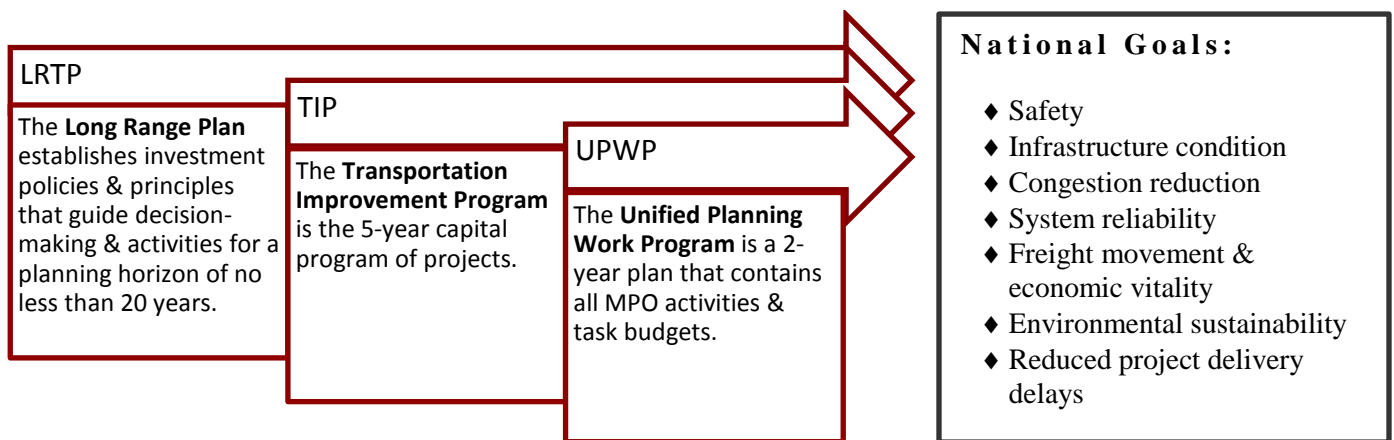 LRTP
The Long Range Plan
establishes investment
policies & principles
that guide decision-
making & activities for a
planning horizon of no
less than 20 years.
TIP
The Transportation
Improvement Program
is the 5-year capital
program of projects.
UPWP
The Unified Planning
Work Program is a 2-
year plan that contains
all MPO activities &
task budgets.
National Goals:
♦ Safety
♦ Infrastructure condition
♦ Congestion reduction
♦ System reliability
♦ Freight movement &
economic vitality
♦ Environmental sustainability
♦ Reduced project delivery
delays